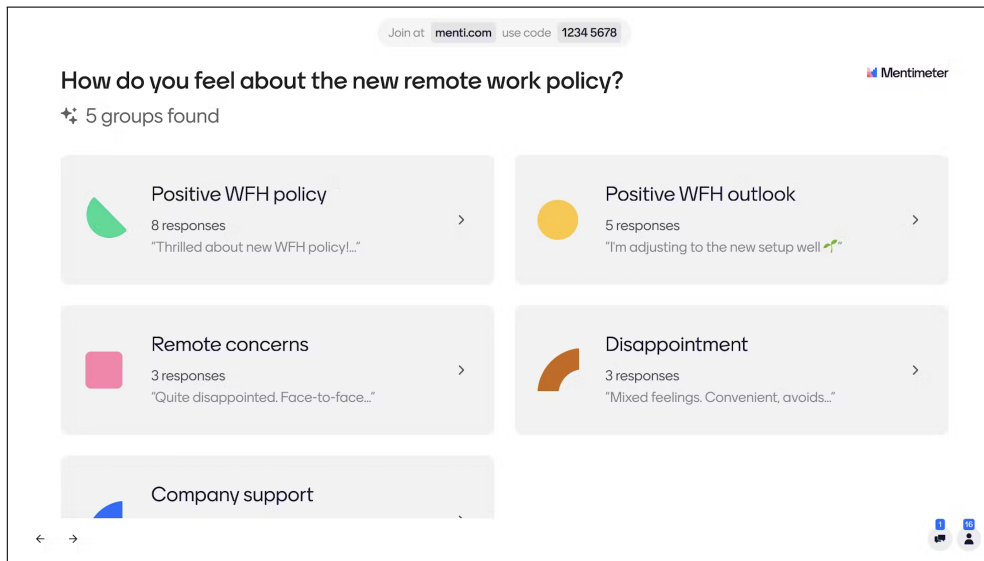 Join at menti.com use code 1234 5678
How do you feel about the new remote work policy?
Mentimeter
5 groups found
Positive WFH policy
8 responses
"Thrilled about new WFH policy!..."
Positive WFH outlook
5 responses
"I'm adjusting to the new setup well 🌱"
Remote concerns
3 responses
"Quite disappointed. Face-to-face..."
Disappointment
3 responses
"Mixed feelings. Convenient, avoids..."
Company support
1
16